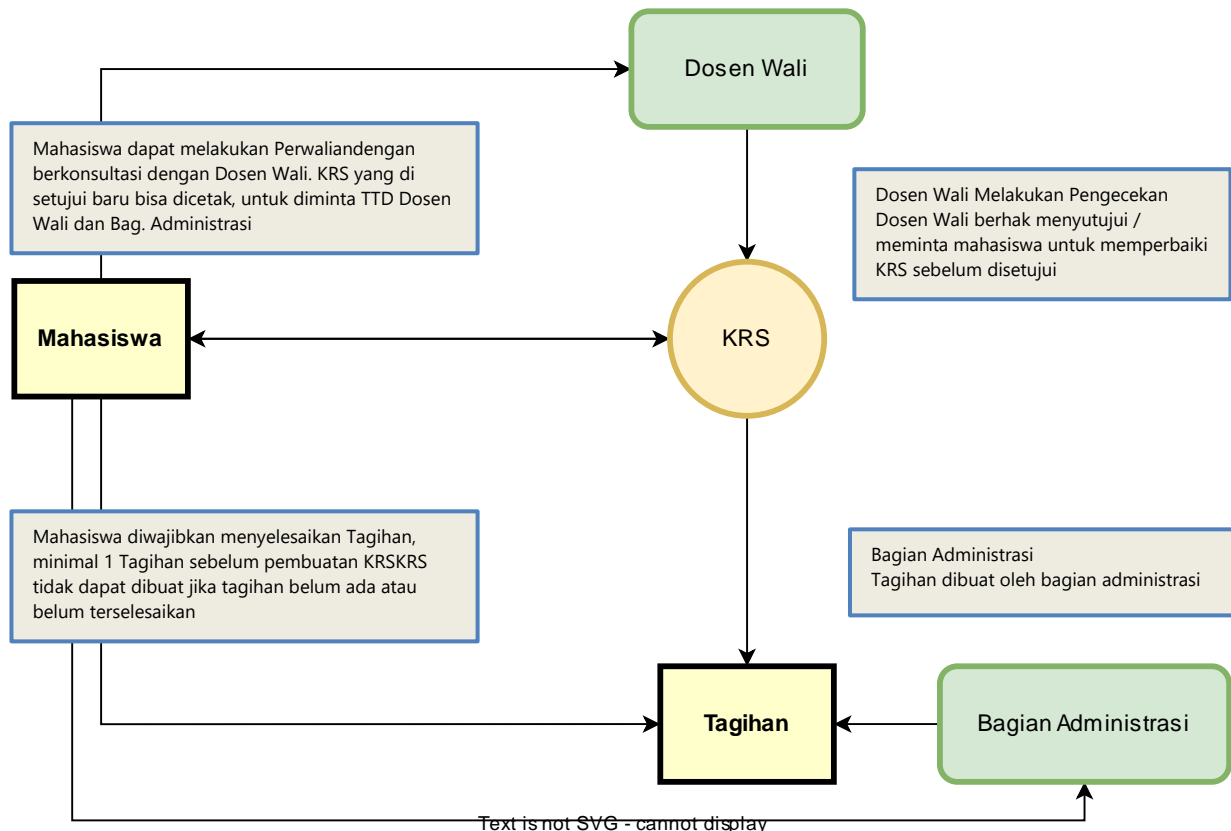 Dosen Wali
Mahasiswa dapat melakukan Perwaliandengan
berkonsultasi dengan Dosen Wali. KRS yang di
setujui baru bisa dicetak, untuk diminta TTD Dosen
Wali dan Bag. Administrasi
Dosen Wali Melakukan Pengecekan
Dosen Wali berhak menyutujui /
meminta mahasiswa untuk memperbaiki
KRS sebelum disetujui
Mahasiswa
KRS
Mahasiswa diwajibkan menyelesaikan Tagihan,
minimal 1 Tagihan sebelum pembuatan KRSKRS
tidak dapat dibuat jika tagihan belum ada atau
belum terselesaikan
Bagian Administrasi
Tagihan dibuat oleh bagian administrasi
Tagihan
Bagian Administrasi
Text is not SVG - cannot display